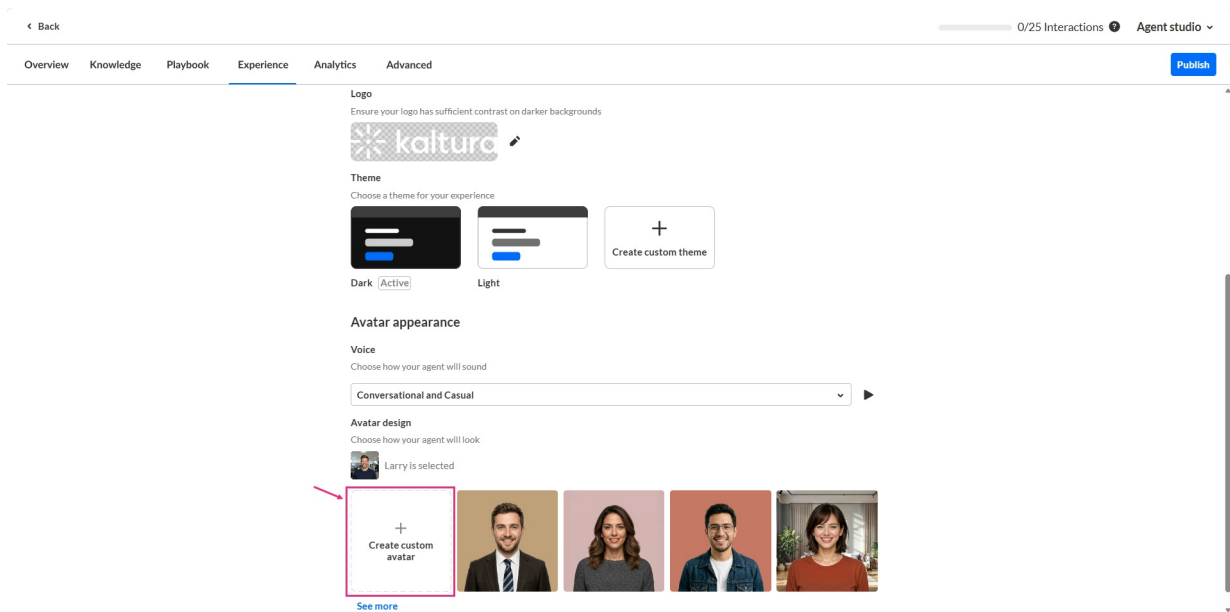 Back
0/25 Interactions ?
Agent studio
Overview
Knowledge
Playbook
Experience
Analytics
Advanced
Publish
Logo
Ensure your logo has sufficient contrast on darker backgrounds
kaltura
Theme
Choose a theme for your experience
Create custom theme
Dark Active
Light
Avatar appearance
Voice
Choose how your agent will sound
Conversational and Casual
Avatar design
Choose how your agent will look
Larry is selected
Create custom
avatar
See more